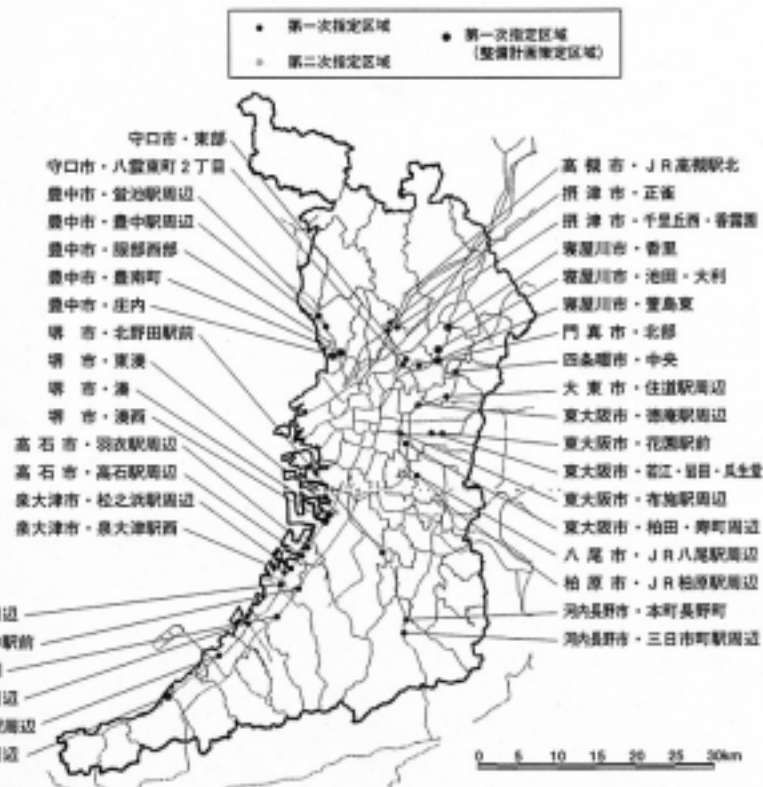 第一次指定区域
第一次指定区域
(整備計画策定区域)
第二次指定区域
守口市・東部
守口市・八雲東町2丁目
豊中市・蛍池駅周辺
豊中市・豊中駅周辺
豊中市・服部西部
豊中市・豊南町
豊中市・庄内
堺市・北野田駅前
堺市・東湊
堺市・湊
堺市・湊西
高石市・羽衣駅周辺
高石市・高石駅周辺
泉大津市・松之浜駅周辺
泉大津市・泉大津駅西
辺
駅前
辺
駅周辺
辺
高槻市・JR高槻駅北
摂津市・正雀
摂津市・千里丘西・香露園
寝屋川市・香里
寝屋川市・池田・大利
寝屋川市・萱島東
門真市・北部
四条畷市・中央
大東市・住道駅周辺
東大阪市・徳庵駅周辺
東大阪市・花園駅前
東大阪市・若江・岩田・瓜生堂
東大阪市・布施駅周辺
東大阪市・柏田・寿町周辺
八尾市・JR八尾駅周辺
柏原市・JR柏原駅周辺
河内長野市・本町長野町
河内長野市・三日市町駅周辺
0 5 10 15 20 25 30km